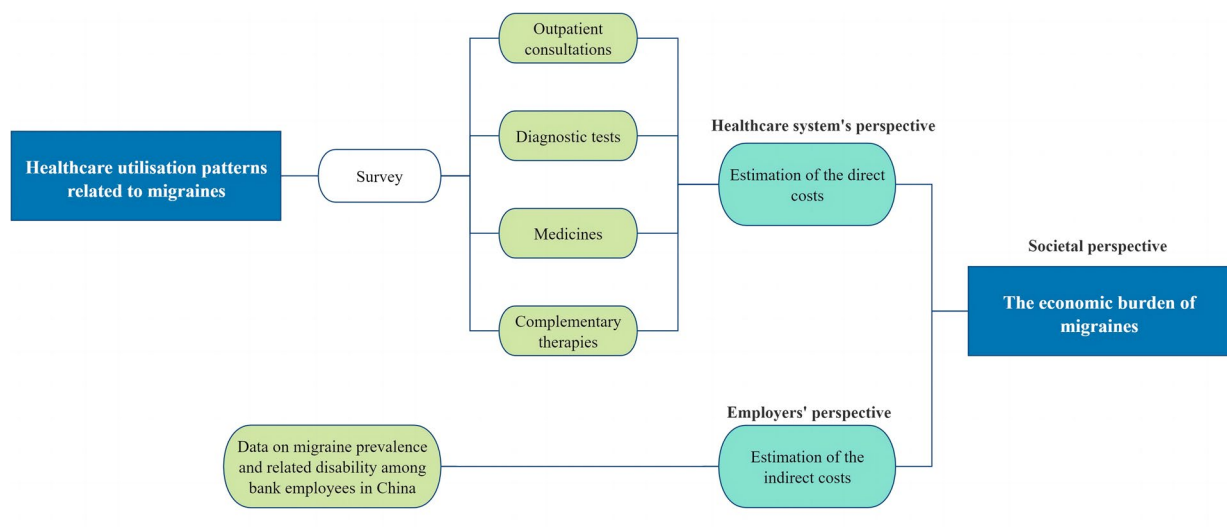 Healthcare utilisation patterns
related to migraines
Survey
Outpatient
consultations
Diagnostic tests
Medicines
Complementary
therapies
Healthcare system's perspective
Estimation of the direct
costs
Societal perspective
The economic burden of
migraines
Data on migraine prevalence
and related disability among
bank employees in China
Employers' perspective
Estimation of the
indirect costs